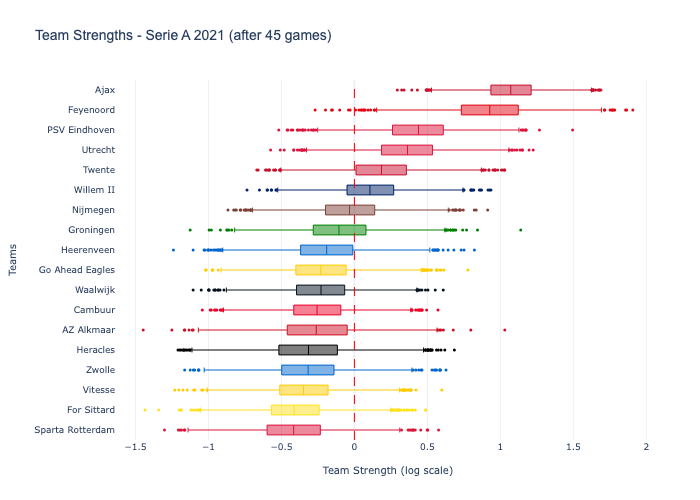 Team Strengths - Serie A 2021 (after 45 games)
Ajax
Feyenoord
PSV Eindhoven
Utrecht
Twente
Willem II
Nijmegen
Groningen
Heerenveen
Go Ahead Eagles
Waalwijk
Cambuur
AZ Alkmaar
Heracles
Zwolle
Vitesse
For Sittard
Sparta Rotterdam
Teams
−1.5 −1 −0.5 0 0.5 1 1.5 2
Team Strength (log scale)